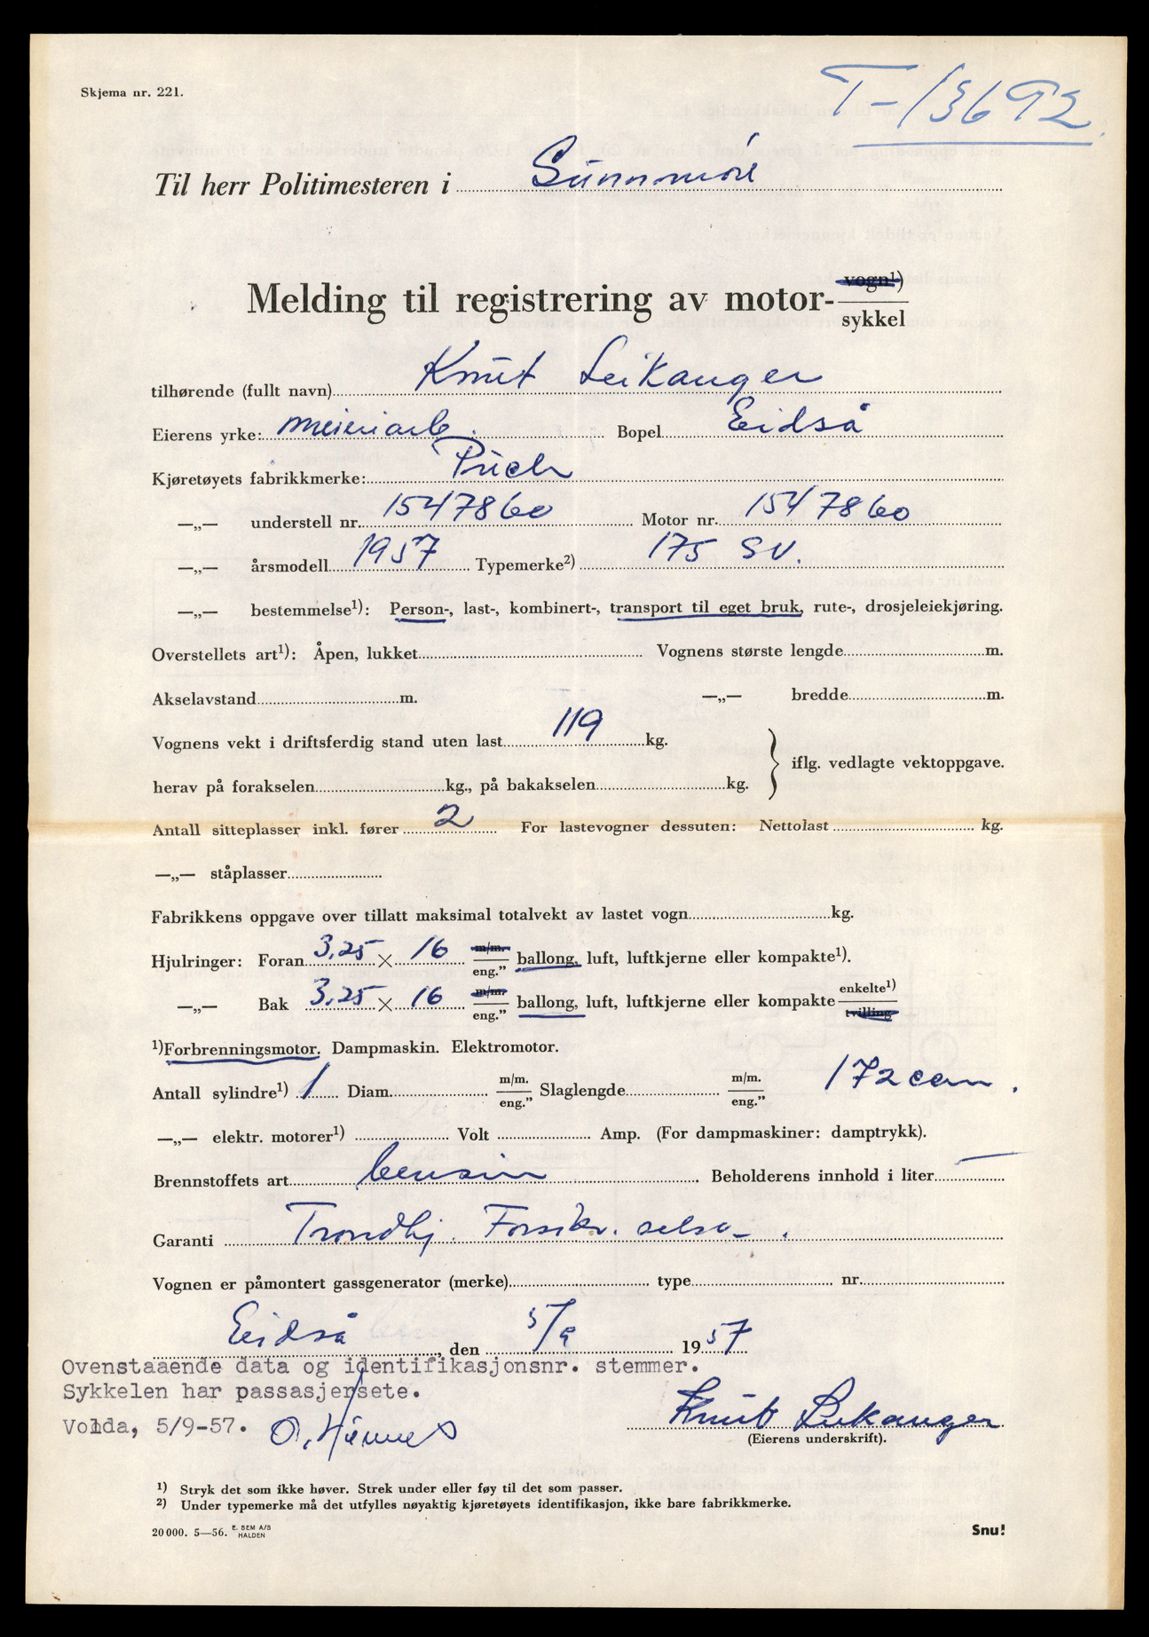 Skjema nr. 221.
T-13692
Til herr Politimesteren i Sunnmöre
Melding til registrering av motor- vogn¹) sykkel
tilhørende (fullt navn) Knut Leikanger
Eierens yrke: meieriarb. Bopel Eidså
Kjøretøyets fabrikkmerke: Puch
—„— understell nr. 1547860 Motor nr. 1547860
—„— årsmodell 1957 Typemerke²) 175 SV.
—„— bestemmelse¹): Person-, last-, kombinert-, transport til eget bruk, rute-, drosjeleiekjøring.
Overstellets art¹): Åpen, lukket Vognens største lengde m.
Akselavstand m. —„— bredde m.
Vognens vekt i driftsferdig stand uten last 119 kg.
iflg. vedlagte vektoppgave.
herav på forakselen kg., på bakakselen kg.
Antall sitteplasser inkl. fører 2 For lastevogner dessuten: Nettolast kg.
—„— ståplasser
Fabrikkens oppgave over tillatt maksimal totalvekt av lastet vogn kg.
Hjulringer: Foran 3,25 × 16 m/m. eng.” ballong, luft, luftkjerne eller kompakte¹).
—„— Bak 3,25 × 16 m/m. eng.” ballong, luft, luftkjerne eller kompakte enkelte¹) tvilling
¹)Forbrenningsmotor. Dampmaskin. Elektromotor.
Antall sylindre¹) 1 Diam. m/m. eng.” Slaglengde m/m. eng.” 172 ccm.
—„— elektr. motorer¹) Volt Amp. (For dampmaskiner: damptrykk).
Brennstoffets art bensin Beholderens innhold i liter —
Garanti Trondhj. Forsikr. selsk.
Vognen er påmontert gassgenerator (merke) type nr.
Eidså, den 5/9 1957
Ovenstaaende data og identifikasjonsnr. stemmer.
Sykkelen har passasjersete.
Volda, 5/9-57.
Knut Leikanger
(Eierens underskrift).
¹) Stryk det som ikke høver. Strek under eller føy til det som passer.
²) Under typemerke må det utfylles nøyaktig kjøretøyets identifikasjon, ikke bare fabrikkmerke.
20 000. 5—56. E. SEM A/S HALDEN
Snu!